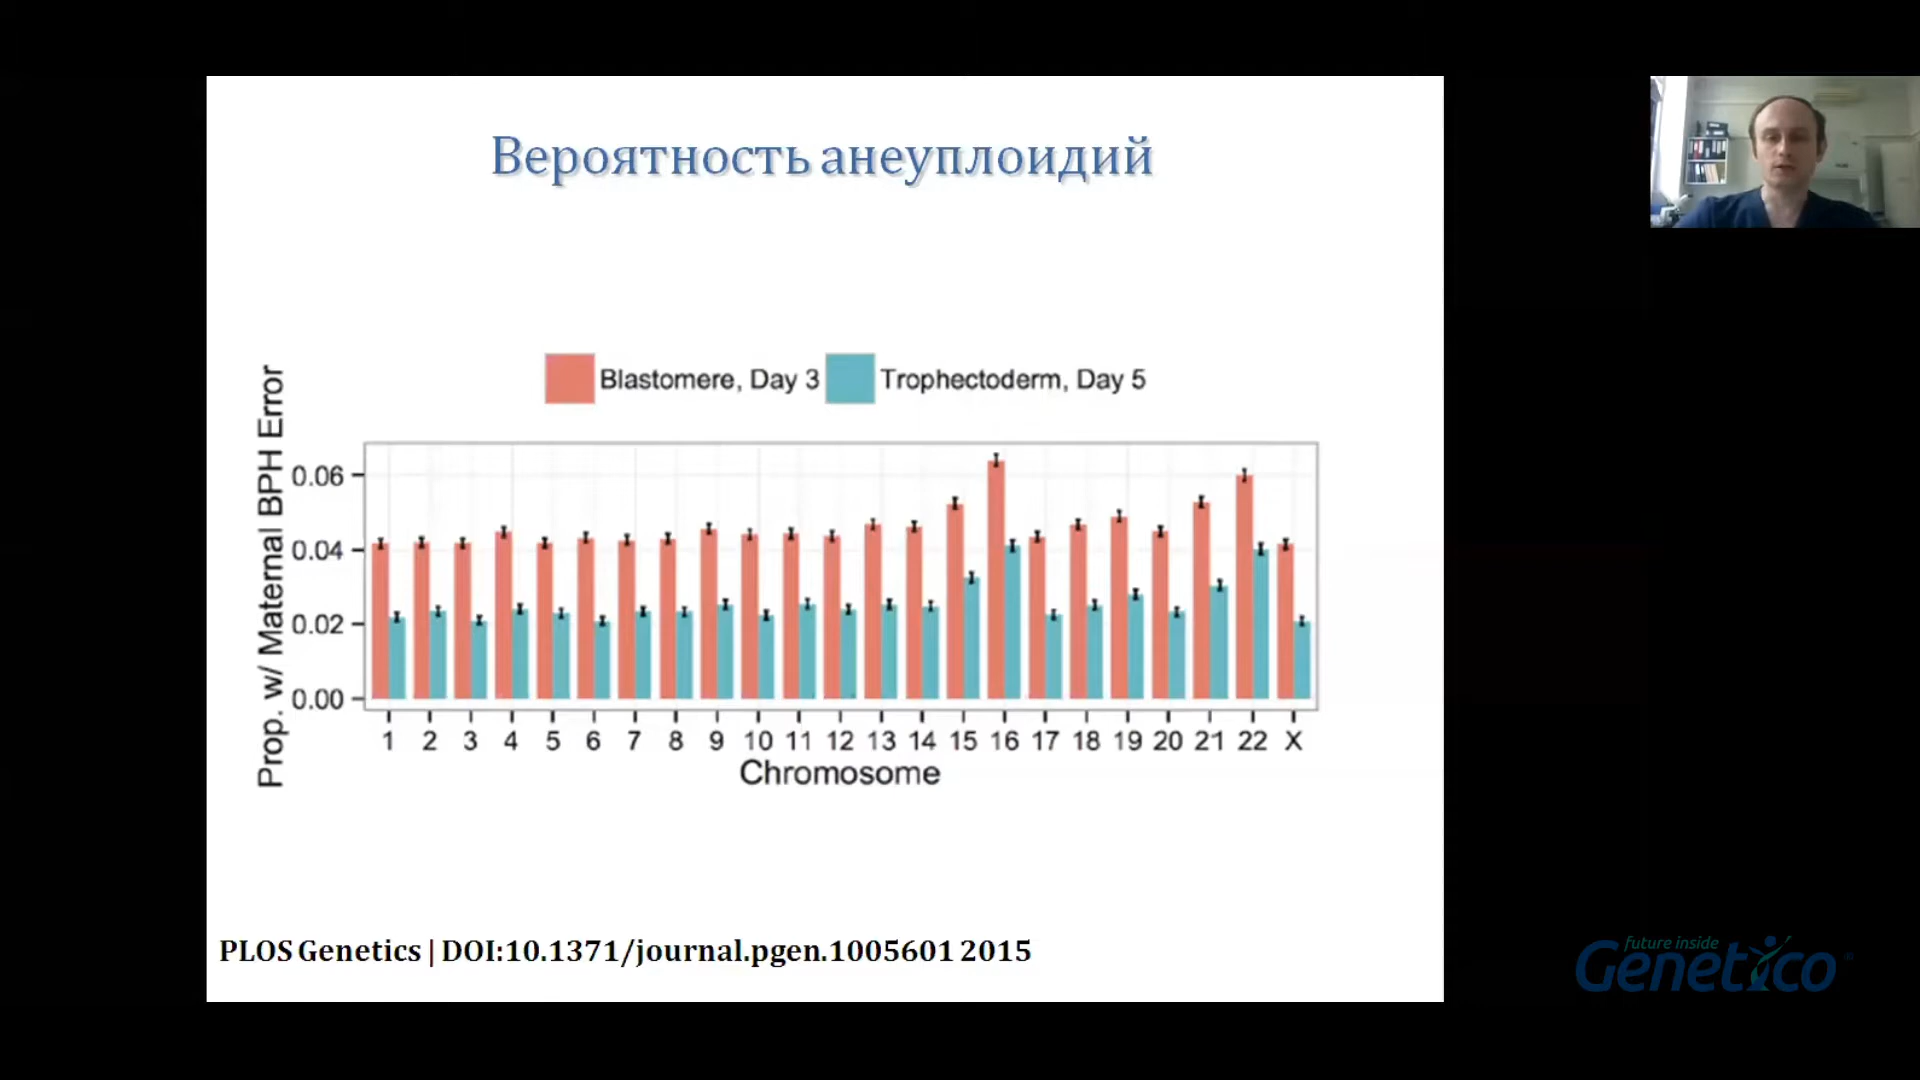 Вероятность анеуплоидий
Blastomere, Day 3
Trophectoderm, Day 5
Prop. w/ Maternal BPH Error
0.06
0.04
0.02
0.00
1 2 3 4 5 6 7 8 9 10 11 12 13 14 15 16 17 18 19 20 21 22 X
Chromosome
PLOS Genetics | DOI:10.1371/journal.pgen.1005601 2015
future inside
Genetico